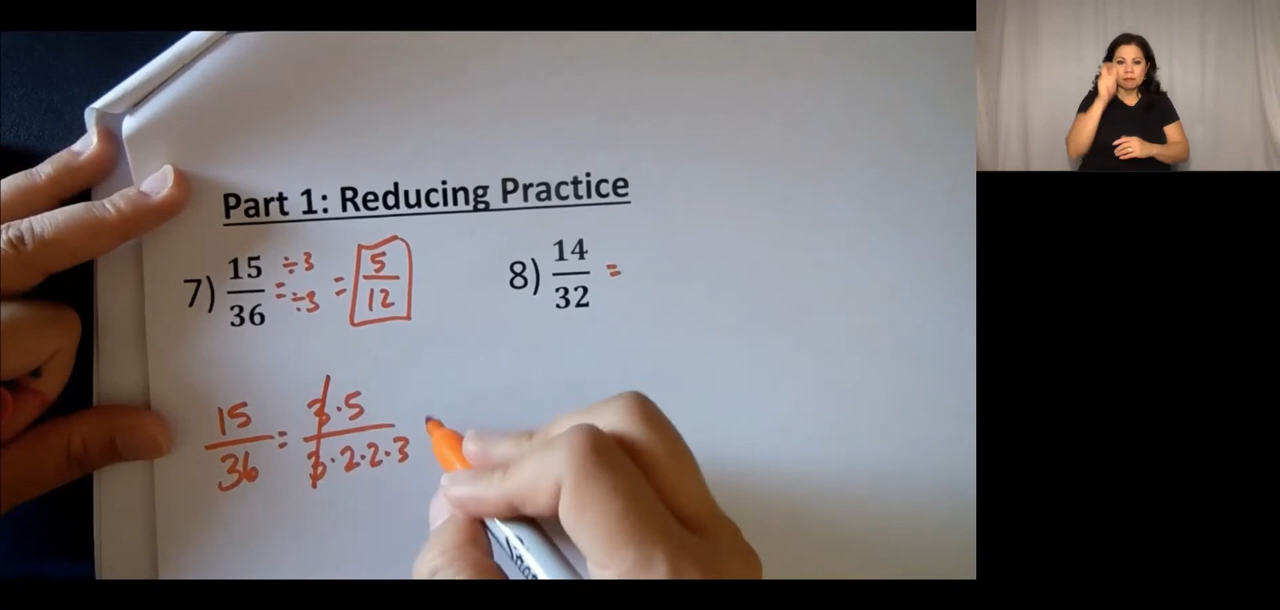 Part 1: Reducing Practice
7) 15/36 = ÷3/÷3 = 5/12
8) 14/32 =
15/36 = 3·5/3·2·2·3